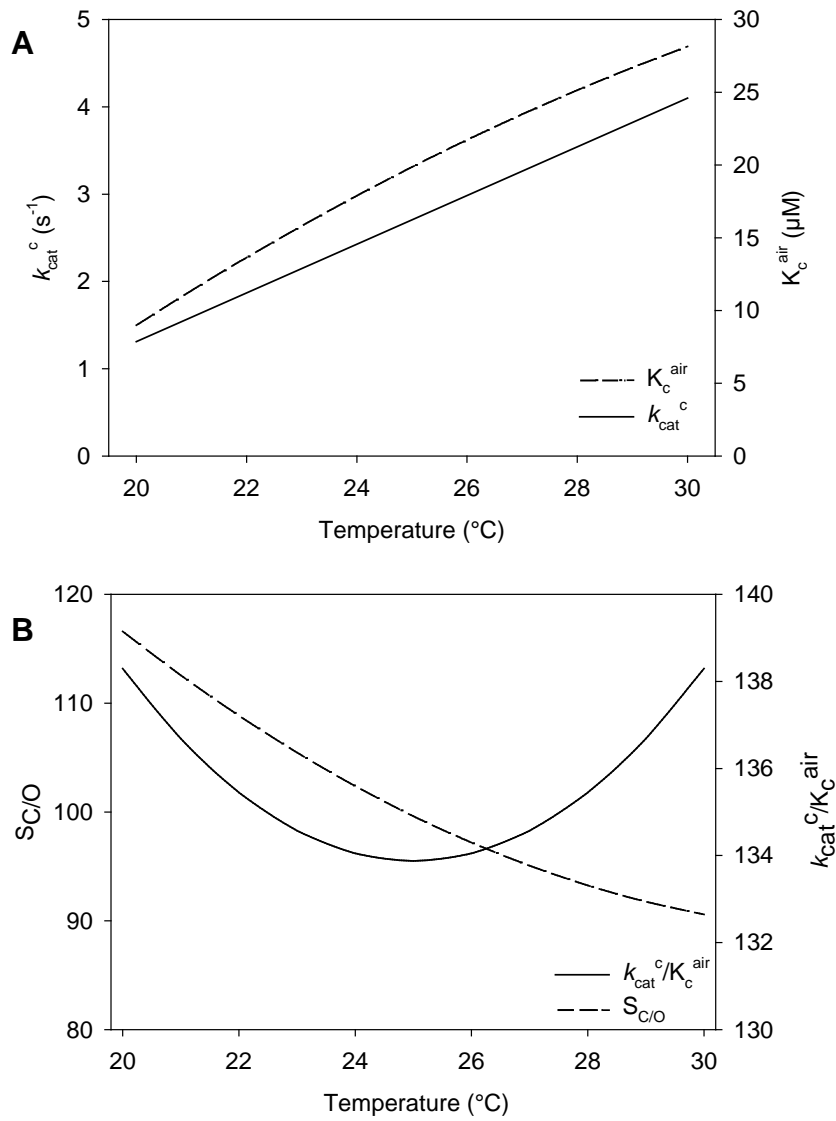 A
5
4
3
2
1
0
k_cat^c (s^-1)
30
25
20
15
10
5
0
K_c^air (µM)
K_c^air
k_cat^c
20 22 24 26 28 30
Temperature (°C)
B
120
110
100
90
80
S_C/O
140
138
136
134
132
130
k_cat^c/K_c^air
k_cat^c/K_c^air
S_C/O
20 22 24 26 28 30
Temperature (°C)